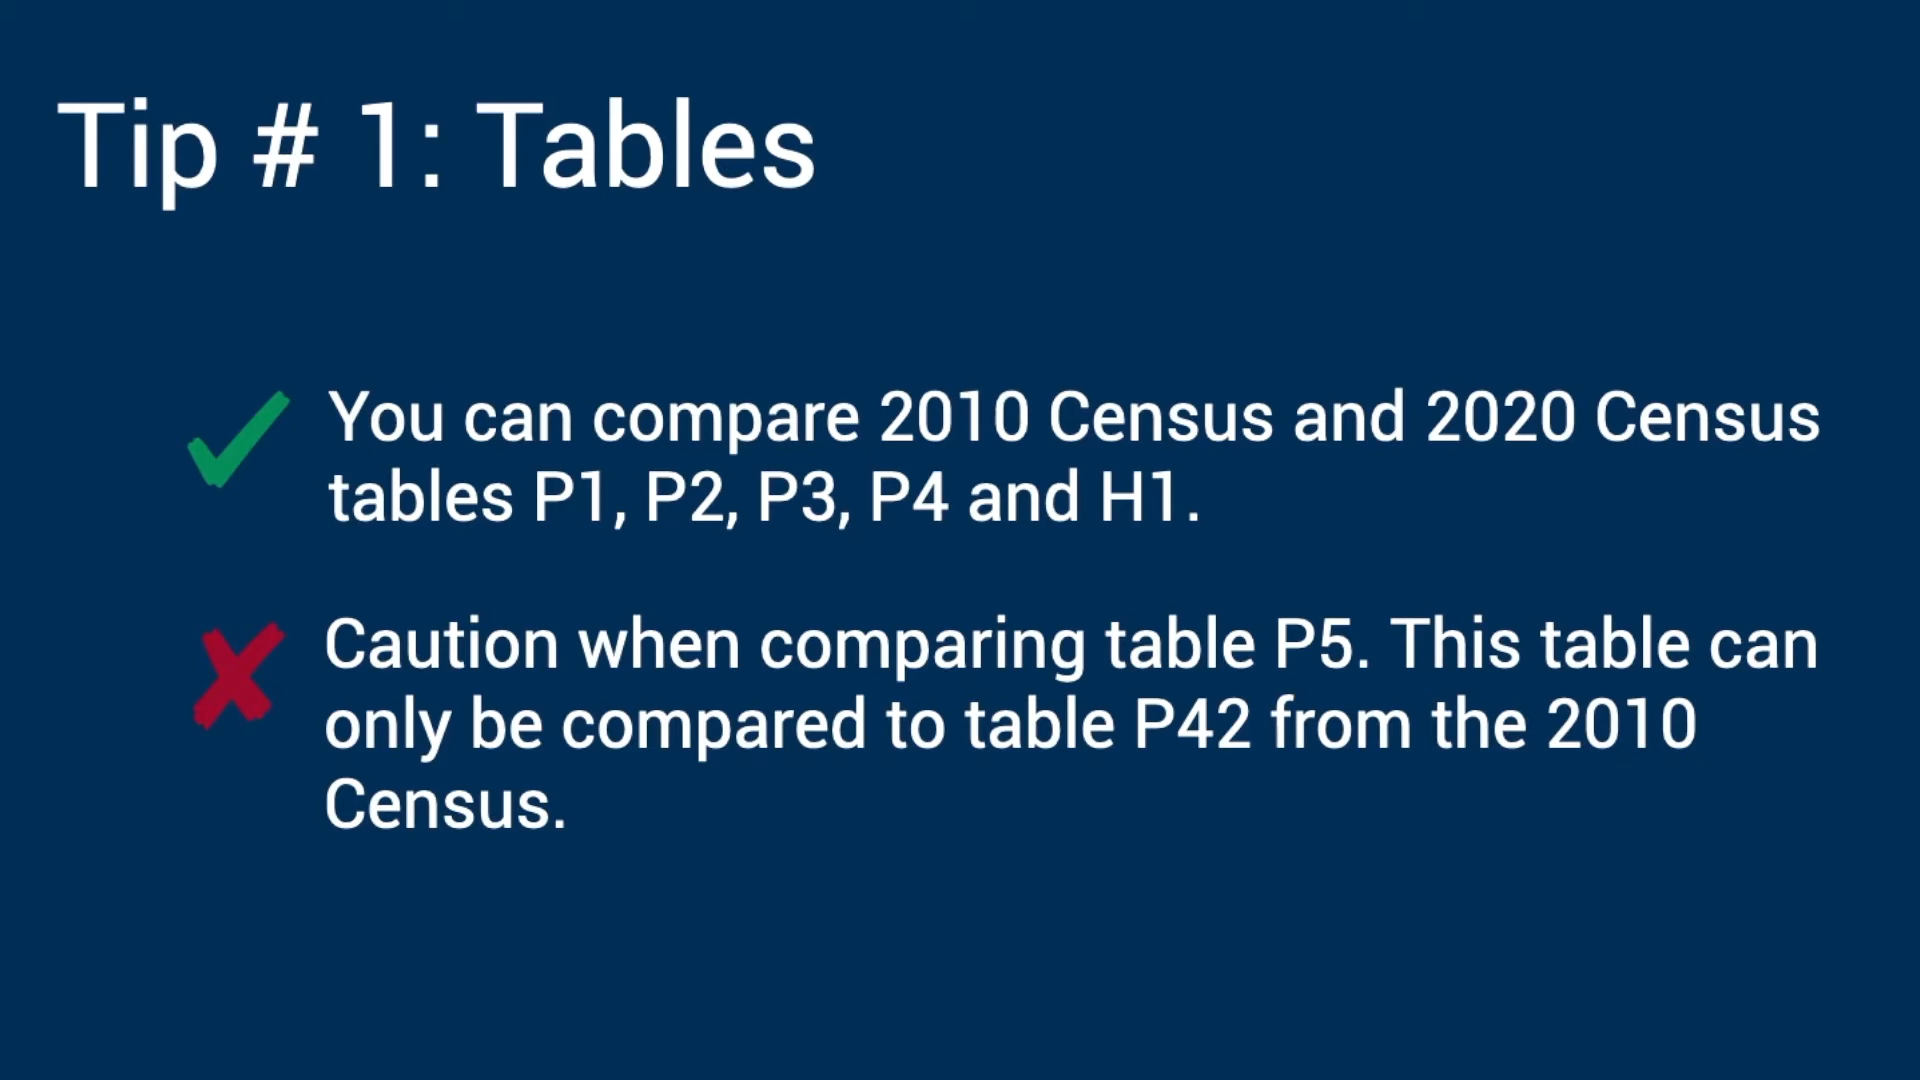 Tip # 1: Tables
You can compare 2010 Census and 2020 Census
tables P1, P2, P3, P4 and H1.
Caution when comparing table P5. This table can
only be compared to table P42 from the 2010
Census.